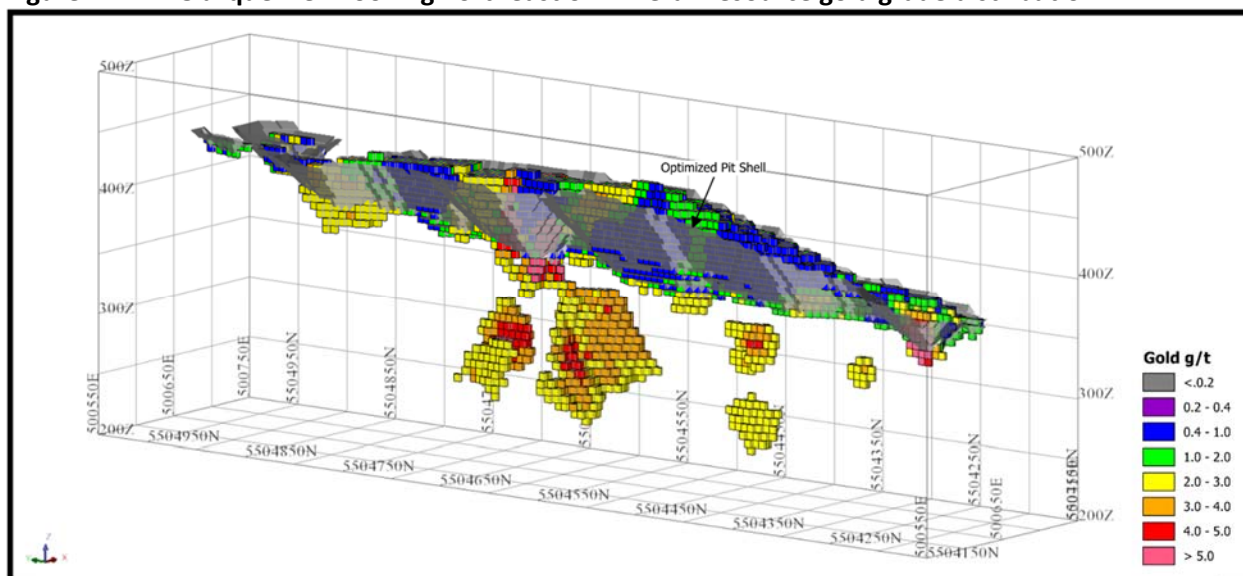 500Z
500Z
400Z
400Z
300Z
300Z
200Z
200Z
Optimized Pit Shell
500550E
500650E
500750E
5504950N
5504850N
5504550N
5504350N
5504250N
500650E
500550E
5504950N
5504850N
5504750N
5504650N
5504550N
5504450N
5504350N
5504250N
5504150N
Gold g/t
<.0.2
0.2 - 0.4
0.4 - 1.0
1.0 - 2.0
2.0 - 3.0
3.0 - 4.0
4.0 - 5.0
> 5.0
Z
Y
X